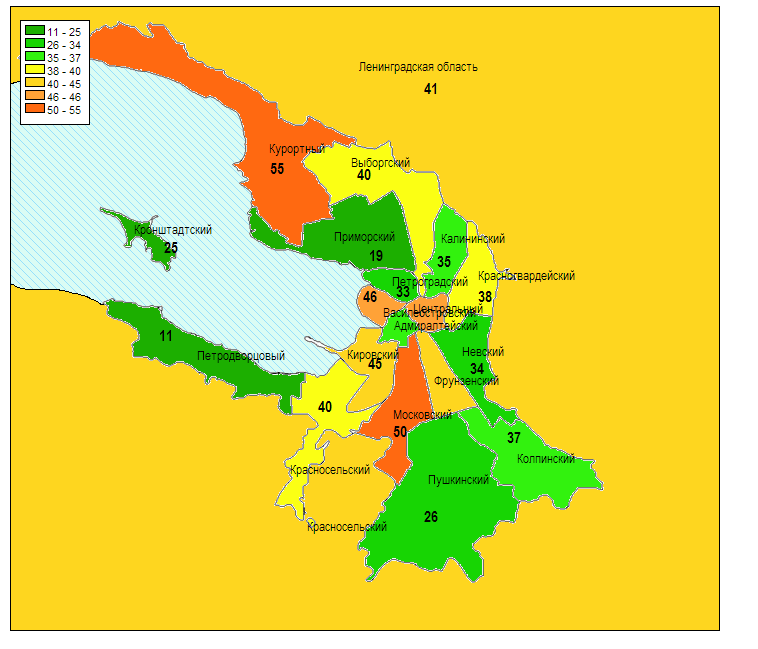 11 - 25
26 - 34
35 - 37
38 - 40
40 - 45
46 - 46
50 - 55
Ленинградская область
41
Курортный
55
Выборгский
40
Кронштадтский
25
Приморский
19
Калининский
35
Красногвардейский
38
Петроградский
33
46
Центральный
Василеостровский
Адмиралтейский
11
Петродворцовый
Кировский
45
Невский
34
Фрунзенский
40
Московский
50
37
Колпинский
Красносельский
Пушкинский
26
Красносельский